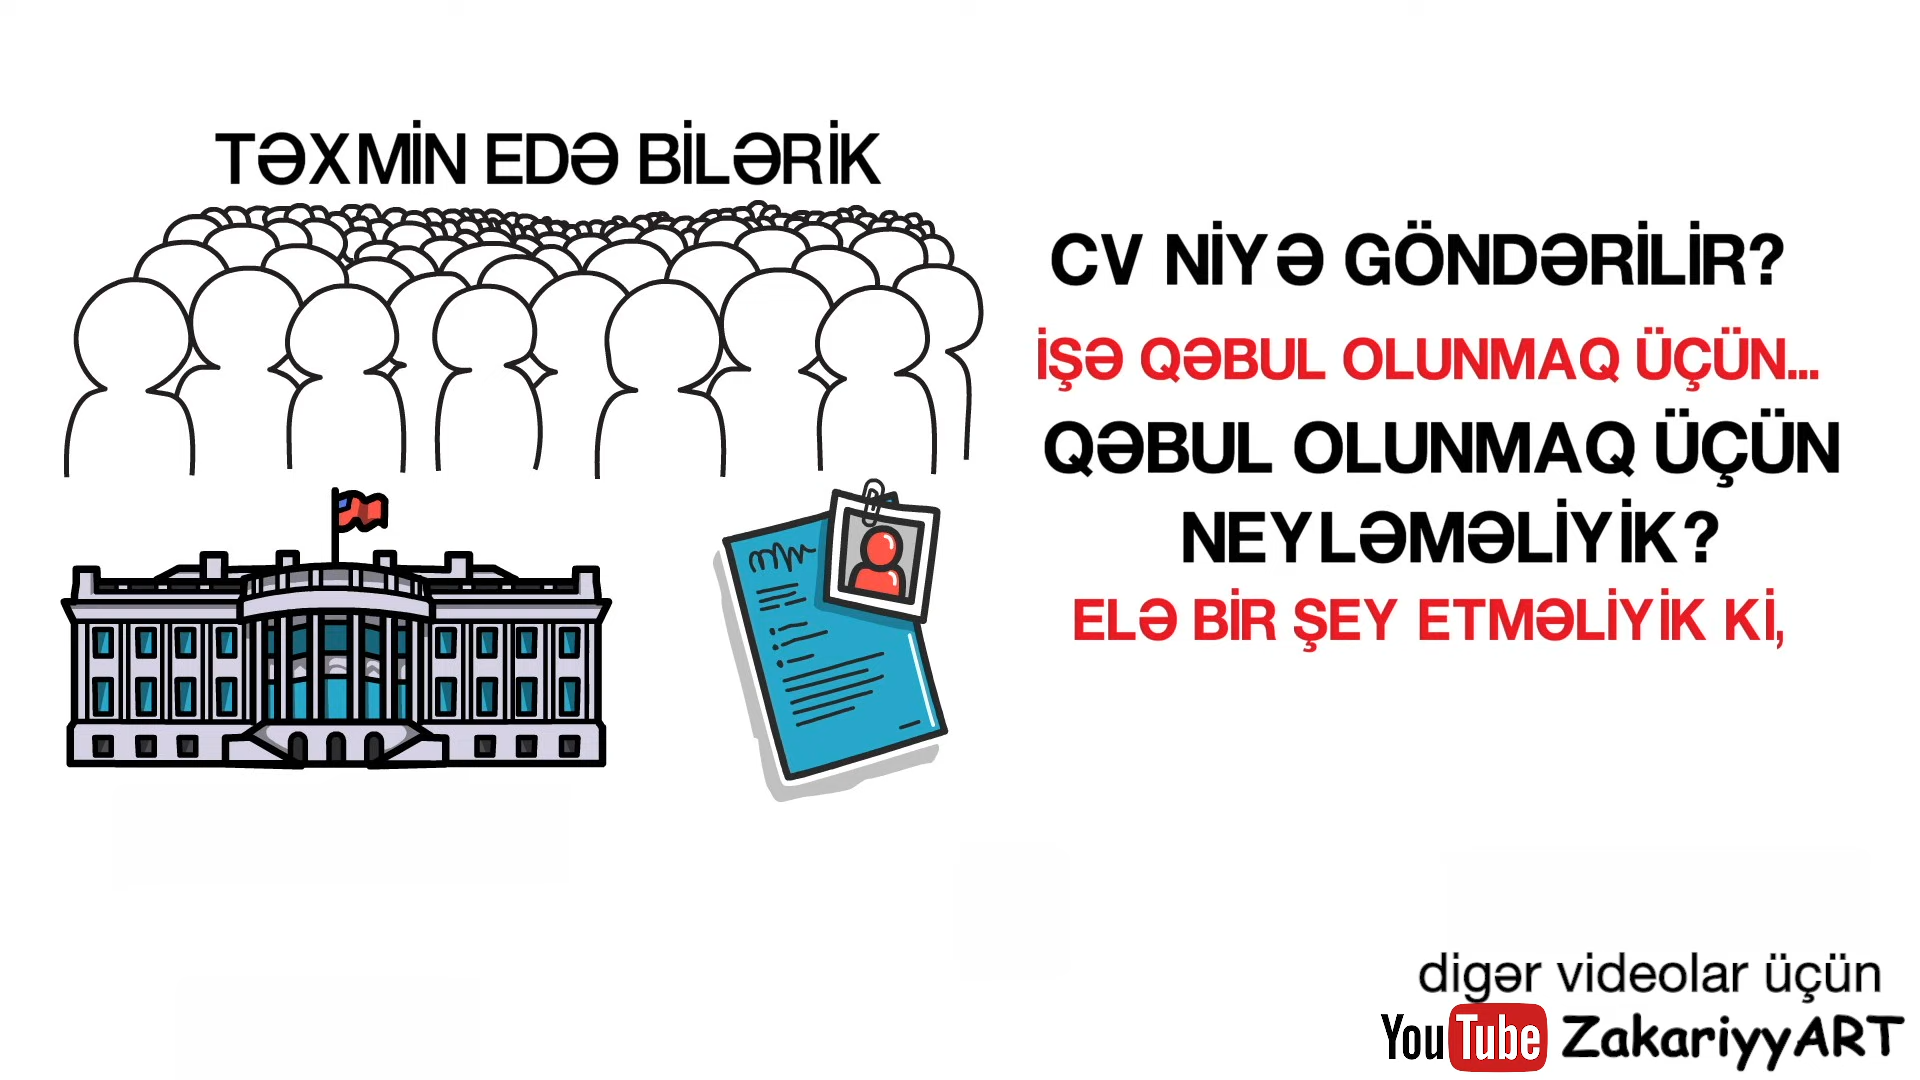 TƏXMİN EDƏ BİLƏRİK
CV NİYƏ GÖNDƏRİLİR?
İŞƏ QƏBUL OLUNMAQ ÜÇÜN...
QƏBUL OLUNMAQ ÜÇÜN
NEYLƏMƏLİYİK?
ELƏ BİR ŞEY ETMƏLİYİK Kİ,
digər videolar üçün
YouTube ZakariyyART